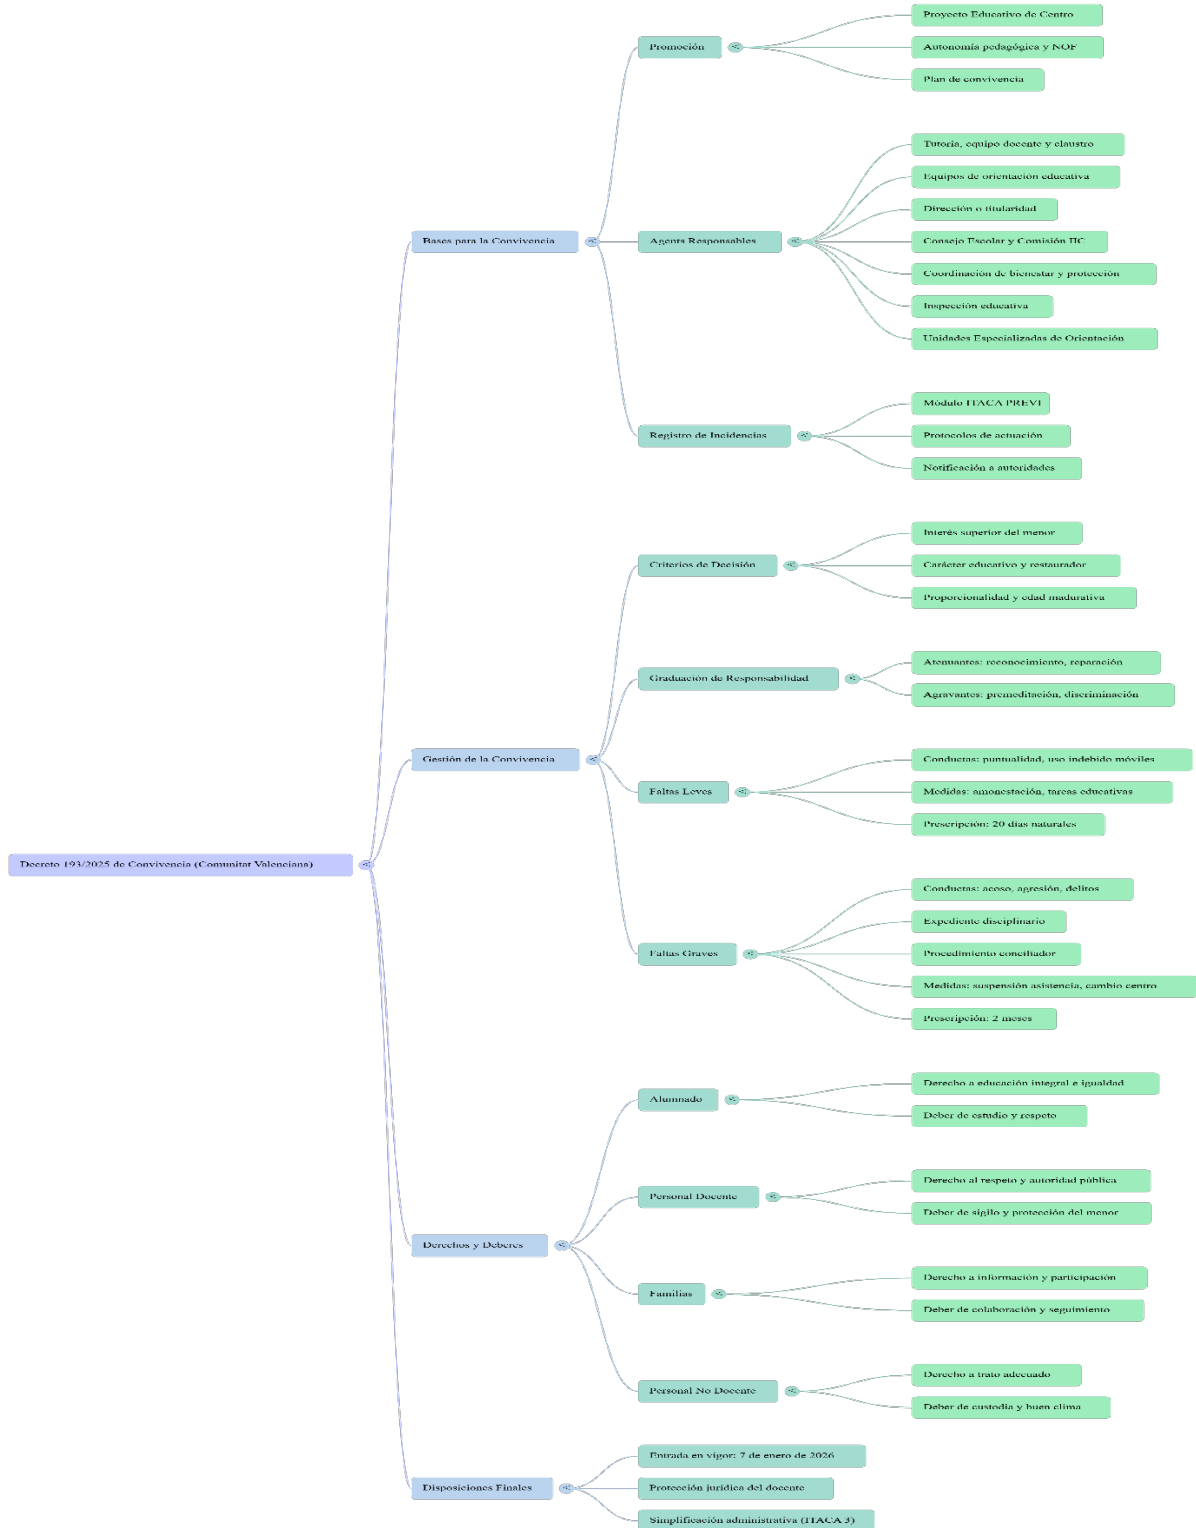 Decreto 193/2025 de Convivencia (Comunitat Valenciana)
Bases para la Convivencia
Promoción
Proyecto Educativo de Centro
Autonomía pedagógica y NOF
Plan de convivencia
Agents Responsables
Tutoría, equipo docente y claustro
Equipos de orientación educativa
Dirección o titularidad
Consejo Escolar y Comisión IIC
Coordinación de bienestar y protección
Inspección educativa
Unidades Especializadas de Orientación
Registro de Incidencias
Módulo ITACA PREVI
Protocolos de actuación
Notificación a autoridades
Gestión de la Convivencia
Criterios de Decisión
Interés superior del menor
Carácter educativo y restaurador
Proporcionalidad y edad madurativa
Graduación de Responsabilidad
Atenuantes: reconocimiento, reparación
Agravantes: premeditación, discriminación
Faltas Leves
Conductas: puntualidad, uso indebido móviles
Medidas: amonestación, tareas educativas
Prescripción: 20 días naturales
Faltas Graves
Conductas: acoso, agresión, delitos
Expediente disciplinario
Procedimiento conciliador
Medidas: suspensión asistencia, cambio centro
Prescripción: 2 meses
Derechos y Deberes
Alumnado
Derecho a educación integral e igualdad
Deber de estudio y respeto
Personal Docente
Derecho al respeto y autoridad pública
Deber de sigilo y protección del menor
Familias
Derecho a información y participación
Deber de colaboración y seguimiento
Personal No Docente
Derecho a trato adecuado
Deber de custodia y buen clima
Disposiciones Finales
Entrada en vigor: 7 de enero de 2026
Protección jurídica del docente
Simplificación administrativa (ITACA 3)